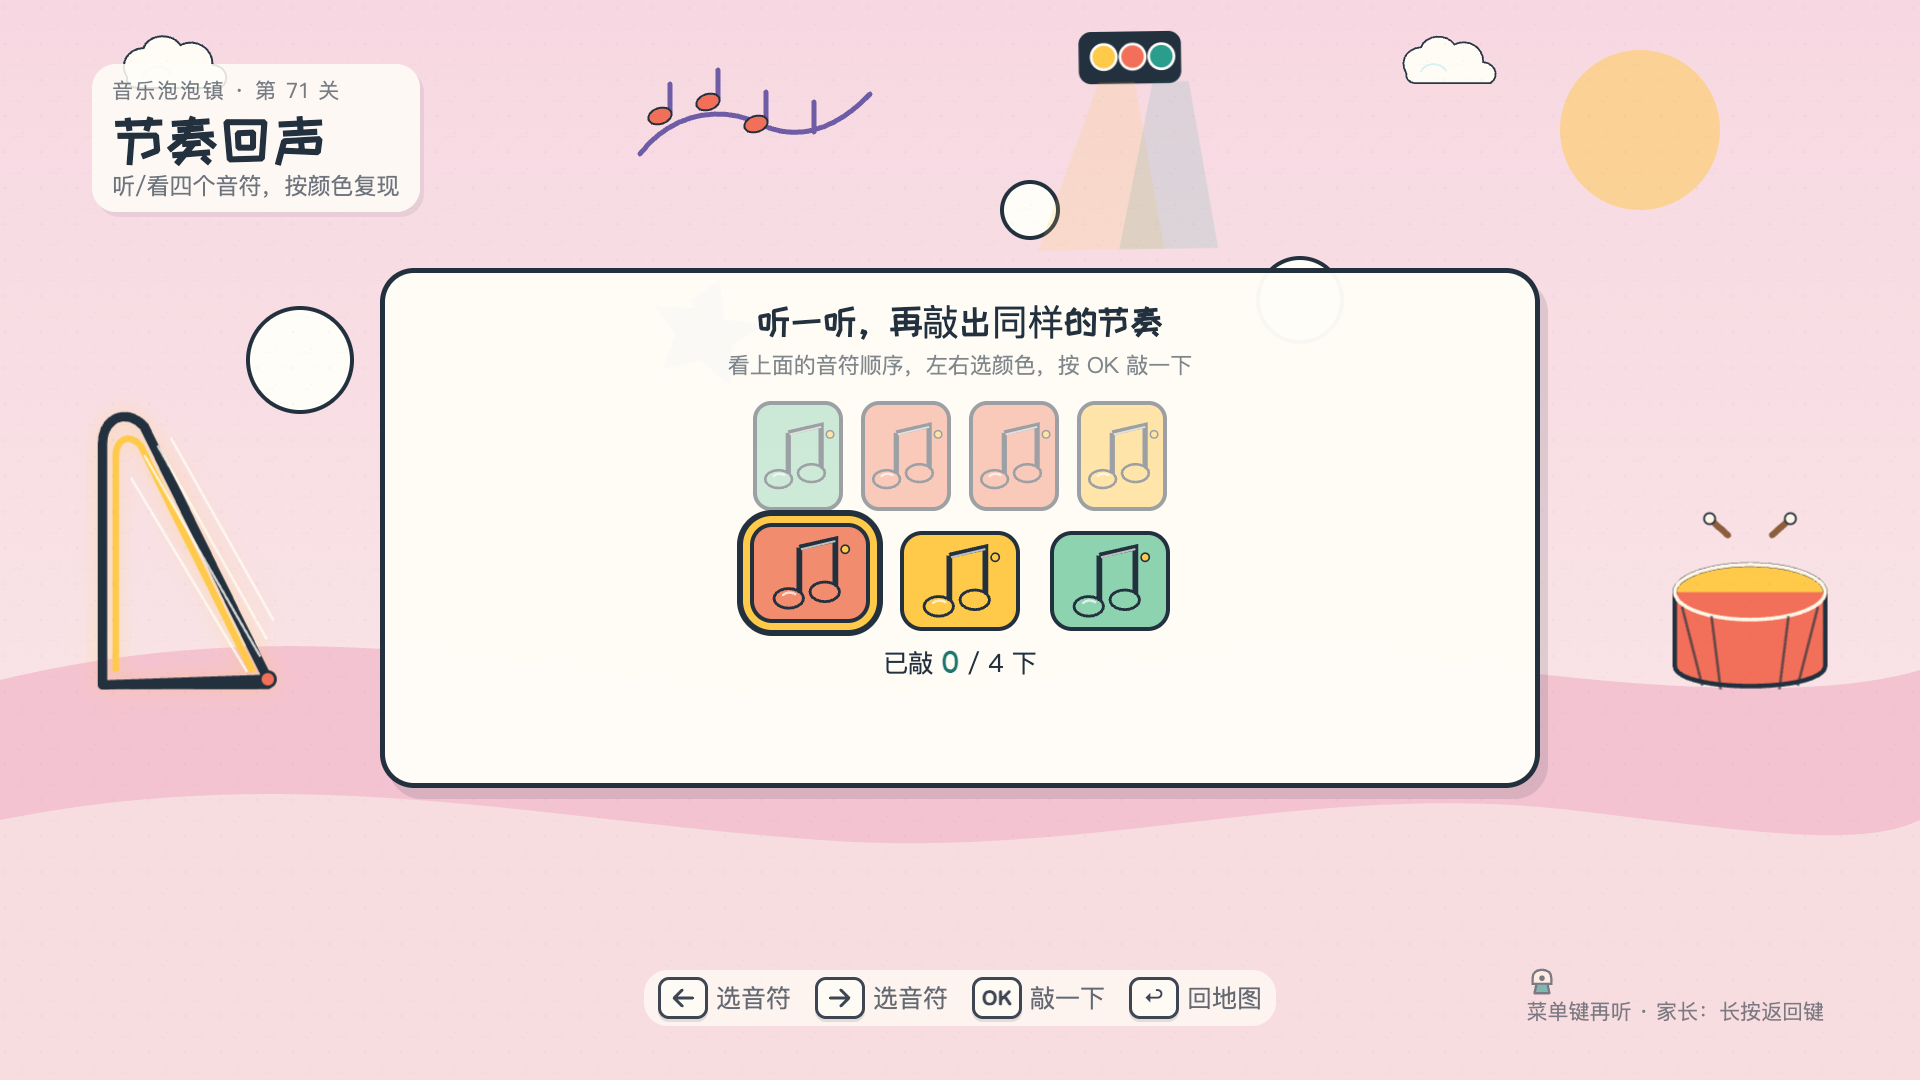 音乐泡泡镇 · 第 71 关
节奏回声
听/看四个音符，按颜色复现
听一听，再敲出同样的节奏
看上面的音符顺序，左右选颜色，按 OK 敲一下
已敲 0 / 4 下
← 选音符 → 选音符 OK 敲一下 ↩ 回地图
菜单键再听 · 家长：长按返回键